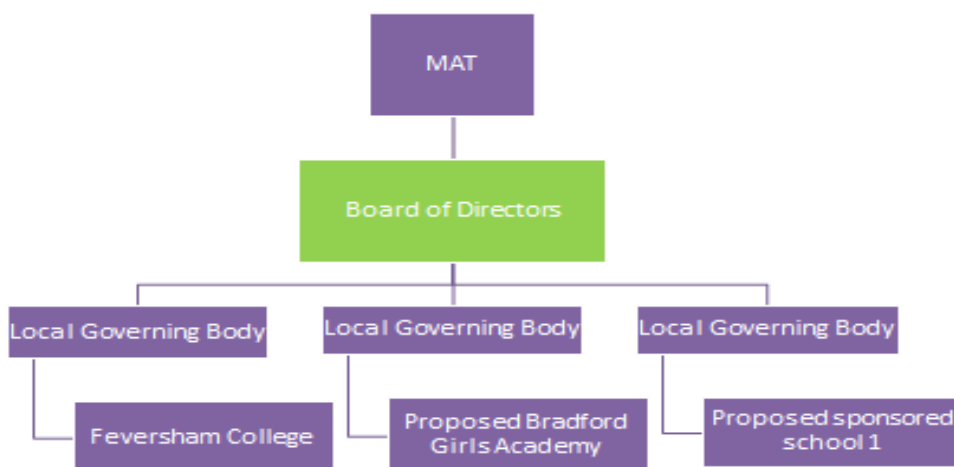 MAT
Board of Directors
Local Governing Body
Local Governing Body
Local Governing Body
Feversham College
Proposed Bradford
Girls Academy
Proposed sponsored
school 1